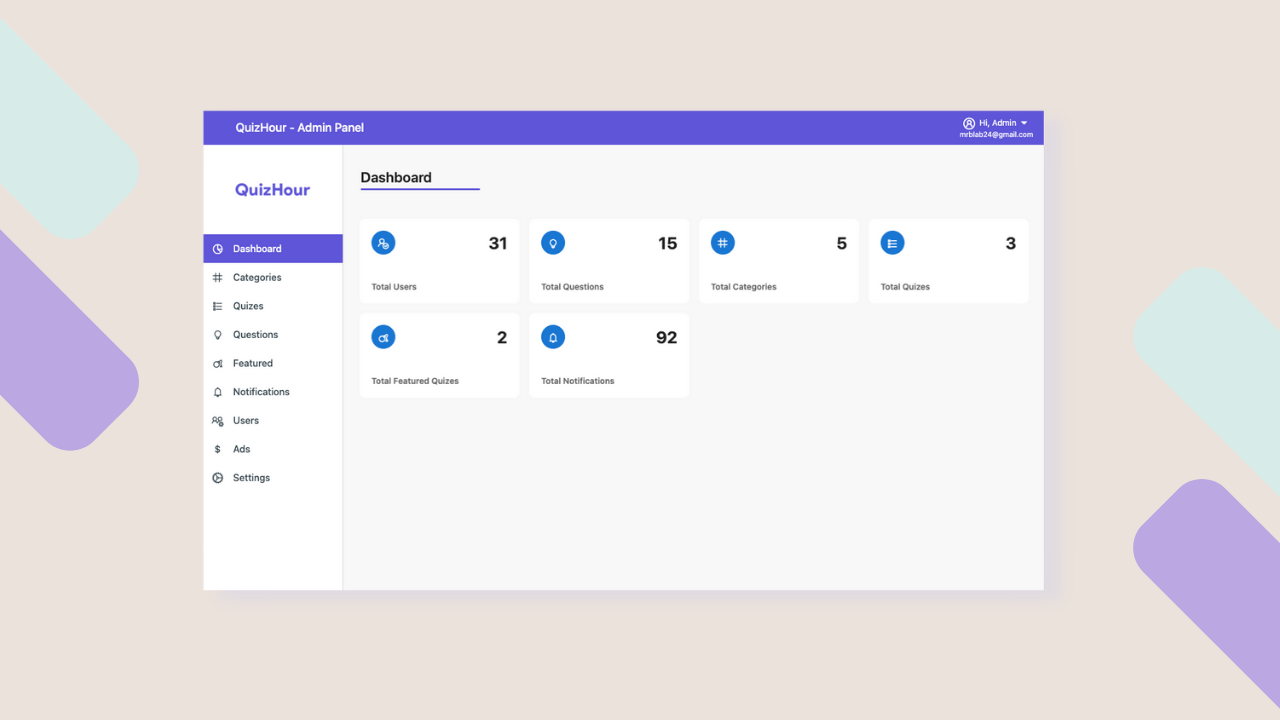 QuizHour - Admin Panel
Hi, Admin
mrblab24@gmail.com
QuizHour
Dashboard
Categories
Quizes
Questions
Featured
Notifications
Users
$ Ads
Settings
Dashboard
31
Total Users
15
Total Questions
5
Total Categories
3
Total Quizes
2
Total Featured Quizes
92
Total Notifications